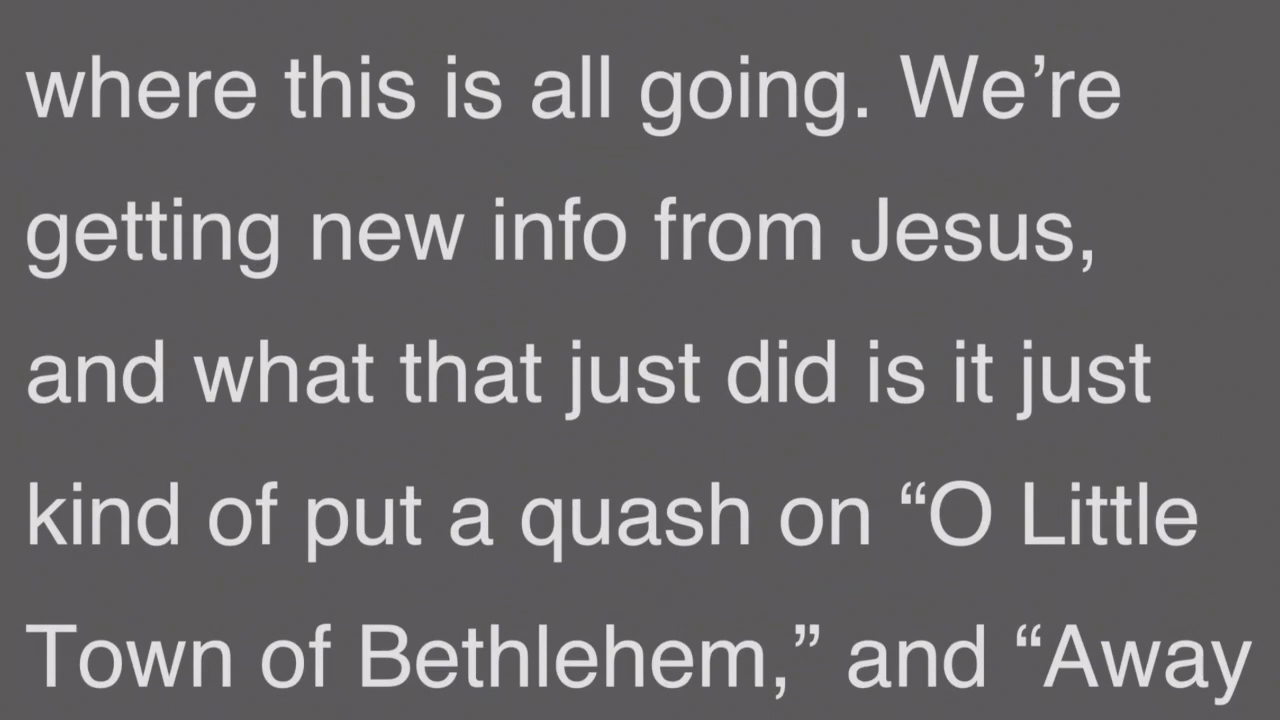 where this is all going. We’re
getting new info from Jesus,
and what that just did is it just
kind of put a quash on “O Little
Town of Bethlehem,” and “Away